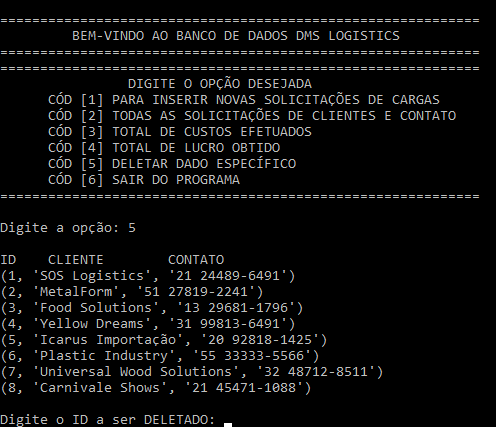 ============================================================
BEM-VINDO AO BANCO DE DADOS DMS LOGISTICS
============================================================
============================================================
DIGITE O OPÇÃO DESEJADA
CÓD [1] PARA INSERIR NOVAS SOLICITAÇÕES DE CARGAS
CÓD [2] TODAS AS SOLICITAÇÕES DE CLIENTES E CONTATO
CÓD [3] TOTAL DE CUSTOS EFETUADOS
CÓD [4] TOTAL DE LUCRO OBTIDO
CÓD [5] DELETAR DADO ESPECÍFICO
CÓD [6] SAIR DO PROGRAMA
============================================================
Digite a opção: 5
ID    CLIENTE        CONTATO
(1, 'SOS Logistics', '21 24489-6491')
(2, 'MetalForm', '51 27819-2241')
(3, 'Food Solutions', '13 29681-1796')
(4, 'Yellow Dreams', '31 99813-6491')
(5, 'Icarus Importação', '20 92818-1425')
(6, 'Plastic Industry', '55 33333-5566')
(7, 'Universal Wood Solutions', '32 48712-8511')
(8, 'Carnivale Shows', '21 45471-1088')
Digite o ID a ser DELETADO: